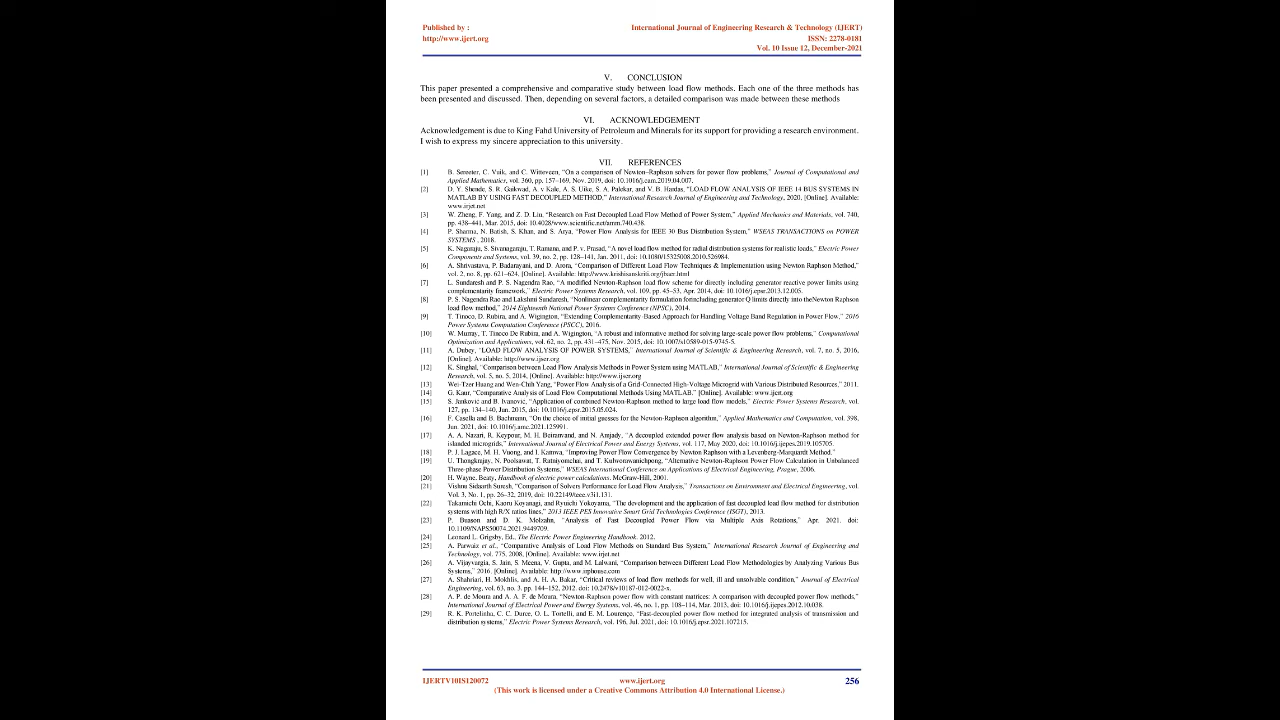 Published by :
International Journal of Engineering Research & Technology (IJERT)
http://www.ijert.org
ISSN: 2278-0181
Vol. 10 Issue 12, December-2021
V. CONCLUSION
This paper presented a comprehensive and comparative study between load flow methods. Each one of the three methods has
been presented and discussed. Then, depending on several factors, a detailed comparison was made between these methods
VI. ACKNOWLEDGEMENT
Acknowledgement is due to King Fahd University of Petroleum and Minerals for its support for providing a research environment.
I wish to express my sincere appreciation to this university.
VII. REFERENCES
[1] B. Sereeter, C. Vuik, and C. Witteveen, “On a comparison of Newton–Raphson solvers for power flow problems,” Journal of Computational and
Applied Mathematics, vol. 360, pp. 157–169, Nov. 2019, doi: 10.1016/j.cam.2019.04.007.
[2] D. Y. Shende, S. R. Gaikwad, A. v Kale, A. S. Uike, S. A. Palekar, and V. B. Hardas, “LOAD FLOW ANALYSIS OF IEEE 14 BUS SYSTEMS IN
MATLAB BY USING FAST DECOUPLED METHOD,” International Research Journal of Engineering and Technology, 2020, [Online]. Available:
www.irjet.net
[3] W. Zheng, F. Yang, and Z. D. Liu, “Research on Fast Decoupled Load Flow Method of Power System,” Applied Mechanics and Materials, vol. 740,
pp. 438–441, Mar. 2015, doi: 10.4028/www.scientific.net/amm.740.438.
[4] P. Sharma, N. Batish, S. Khan, and S. Arya, “Power Flow Analysis for IEEE 30 Bus Distribution System,” WSEAS TRANSACTIONS on POWER
SYSTEMS , 2018.
[5] K. Nagaraju, S. Sivanagaraju, T. Ramana, and P. v. Prasad, “A novel load flow method for radial distribution systems for realistic loads,” Electric Power
Components and Systems, vol. 39, no. 2, pp. 128–141, Jan. 2011, doi: 10.1080/15325008.2010.526984.
[6] A. Shrivastava, P. Badarayani, and D. Arora, “Comparison of Different Load Flow Techniques & Implementation using Newton Raphson Method,”
vol. 2, no. 8, pp. 621–624, [Online]. Available: http://www.krishisanskriti.org/jbaer.html
[7] L. Sundaresh and P. S. Nagendra Rao, “A modified Newton-Raphson load flow scheme for directly including generator reactive power limits using
complementarity framework,” Electric Power Systems Research, vol. 109, pp. 45–53, Apr. 2014, doi: 10.1016/j.epsr.2013.12.005.
[8] P. S. Nagendra Rao and Lakshmi Sundaresh, “Nonlinear complementarity formulation forincluding generator Q limits directly into theNewton Raphson
load flow method,” 2014 Eighteenth National Power Systems Conference (NPSC), 2014.
[9] T. Tinoco, D. Rubira, and A. Wigington, “Extending Complementarity-Based Approach for Handling Voltage Band Regulation in Power Flow,” 2016
Power Systems Computation Conference (PSCC), 2016.
[10] W. Murray, T. Tinoco De Rubira, and A. Wigington, “A robust and informative method for solving large-scale power flow problems,” Computational
Optimization and Applications, vol. 62, no. 2, pp. 431–475, Nov. 2015, doi: 10.1007/s10589-015-9745-5.
[11] A. Dubey, “LOAD FLOW ANALYSIS OF POWER SYSTEMS,” International Journal of Scientific & Engineering Research, vol. 7, no. 5, 2016,
[Online]. Available: http://www.ijser.org
[12] K. Singhal, “Comparison between Load Flow Analysis Methods in Power System using MATLAB,” International Journal of Scientific & Engineering
Research, vol. 5, no. 5, 2014, [Online]. Available: http://www.ijser.org
[13] Wei-Tzer Huang and Wen-Chih Yang, “Power Flow Analysis of a Grid-Connected High-Voltage Microgrid with Various Distributed Resources,” 2011.
[14] G. Kaur, “Comparative Analysis of Load Flow Computational Methods Using MATLAB.” [Online]. Available: www.ijert.org
[15] S. Jankovic and B. Ivanovic, “Application of combined Newton-Raphson method to large load flow models,” Electric Power Systems Research, vol.
127, pp. 134–140, Jun. 2015, doi: 10.1016/j.epsr.2015.05.024.
[16] F. Casella and B. Bachmann, “On the choice of initial guesses for the Newton-Raphson algorithm,” Applied Mathematics and Computation, vol. 398,
Jun. 2021, doi: 10.1016/j.amc.2021.125991.
[17] A. A. Nazari, R. Keypour, M. H. Beiranvand, and N. Amjady, “A decoupled extended power flow analysis based on Newton-Raphson method for
islanded microgrids,” International Journal of Electrical Power and Energy Systems, vol. 117, May 2020, doi: 10.1016/j.ijepes.2019.105705.
[18] P. J. Lagace, M. H. Vuong, and I. Kamwa, “Improving Power Flow Convergence by Newton Raphson with a Levenberg-Marquardt Method.”
[19] U. Thongkrajay, N. Poolsawat, T. Ratniyomchai, and T. Kulworawanichpong, “Alternative Newton-Raphson Power Flow Calculation in Unbalanced
Three-phase Power Distribution Systems,” WSEAS International Conference on Applications of Electrical Engineering, Prague, 2006.
[20] H. Wayne. Beaty, Handbook of electric power calculations. McGraw-Hill, 2001.
[21] Vishnu Sidaarth Suresh, “Comparison of Solvers Performance for Load Flow Analysis,” Transactions on Environment and Electrical Engineering, vol.
Vol. 3, No. 1, pp. 26–32, 2019, doi: 10.22149/teee.v3i1.131.
[22] Takamichi Ochi, Kaoru Koyanagi, and Ryuichi Yokoyama, “The development and the application of fast decoupled load flow method for distribution
systems with high R/X ratios lines,” 2013 IEEE PES Innovative Smart Grid Technologies Conference (ISGT), 2013.
[23] P. Buason and D. K. Molzahn, “Analysis of Fast Decoupled Power Flow via Multiple Axis Rotations,” Apr. 2021. doi:
10.1109/NAPS50074.2021.9449709.
[24] Leonard L. Grigsby, Ed., The Electric Power Engineering Handbook. 2012.
[25] A. Parwaiz et al., “Comparative Analysis of Load Flow Methods on Standard Bus System,” International Research Journal of Engineering and
Technology, vol. 775, 2008, [Online]. Available: www.irjet.net
[26] A. Vijayvargia, S. Jain, S. Meena, V. Gupta, and M. Lalwani, “Comparison between Different Load Flow Methodologies by Analyzing Various Bus
Systems,” 2016. [Online]. Available: http://www.irphouse.com
[27] A. Shahriari, H. Mokhlis, and A. H. A. Bakar, “Critical reviews of load flow methods for well, ill and unsolvable condition,” Journal of Electrical
Engineering, vol. 63, no. 3, pp. 144–152, 2012. doi: 10.2478/v10187-012-0022-x.
[28] A. P. de Moura and A. A. F. de Moura, “Newton-Raphson power flow with constant matrices: A comparison with decoupled power flow methods,”
International Journal of Electrical Power and Energy Systems, vol. 46, no. 1, pp. 108–114, Mar. 2013, doi: 10.1016/j.ijepes.2012.10.038.
[29] R. K. Portelinha, C. C. Durce, O. L. Tortelli, and E. M. Lourenço, “Fast-decoupled power flow method for integrated analysis of transmission and
distribution systems,” Electric Power Systems Research, vol. 196, Jul. 2021, doi: 10.1016/j.epsr.2021.107215.
IJERTV10IS120072
www.ijert.org
256
(This work is licensed under a Creative Commons Attribution 4.0 International License.)